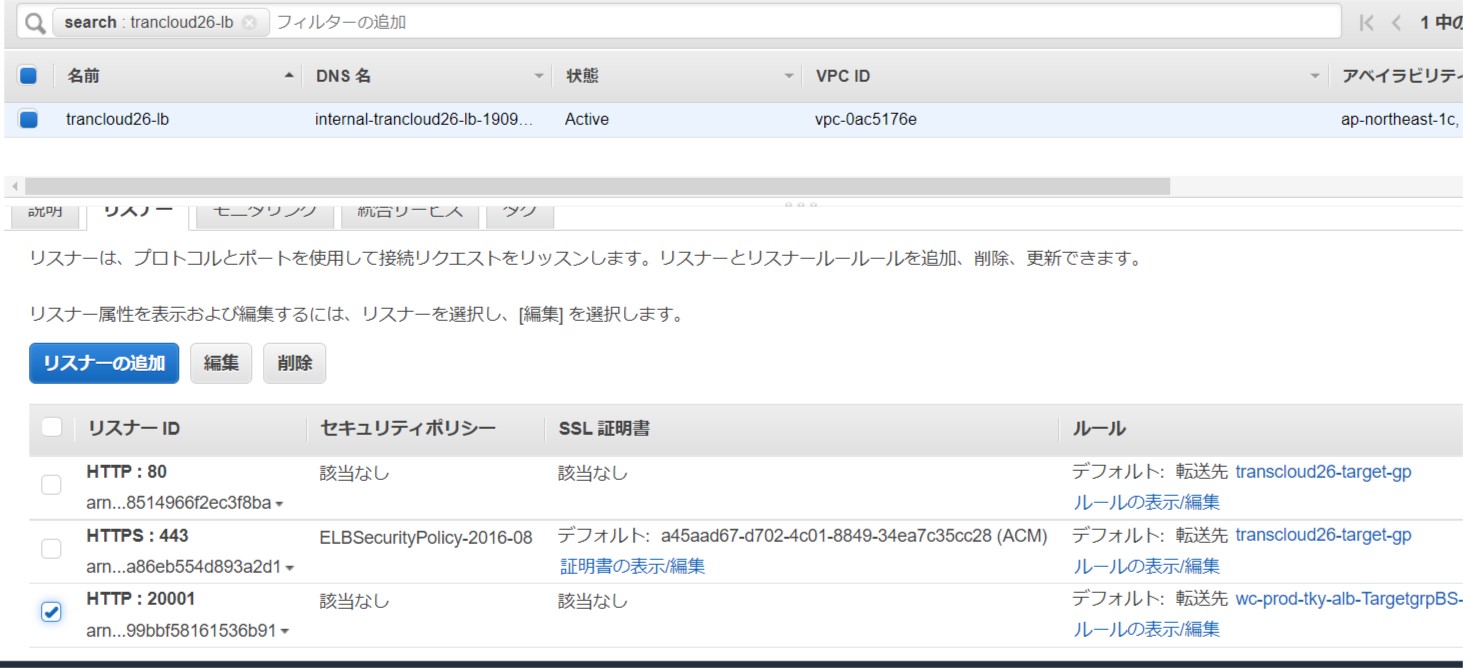 search : trancloud26-lb フィルターの追加 1 中の
名前 DNS 名 状態 VPC ID アベイラビリティ
trancloud26-lb internal-trancloud26-lb-1909... Active vpc-0ac5176e ap-northeast-1c,
説明 リスナー モニタリング 統合サービス タグ
リスナーは、プロトコルとポートを使用して接続リクエストをリッスンします。リスナーとリスナールールールを追加、削除、更新できます。
リスナー属性を表示および編集するには、リスナーを選択し、[編集] を選択します。
リスナーの追加 編集 削除
リスナー ID セキュリティポリシー SSL 証明書 ルール
HTTP : 80 該当なし 該当なし デフォルト: 転送先 transcloud26-target-gp
arn...8514966f2ec3f8ba ルールの表示/編集
HTTPS : 443 ELBSecurityPolicy-2016-08 デフォルト: a45aad67-d702-4c01-8849-34ea7c35cc28 (ACM) デフォルト: 転送先 transcloud26-target-gp
arn...a86eb554d893a2d1 証明書の表示/編集 ルールの表示/編集
HTTP : 20001 該当なし 該当なし デフォルト: 転送先 wc-prod-tky-alb-TargetgrpBS-
arn...99bbf58161536b91 ルールの表示/編集